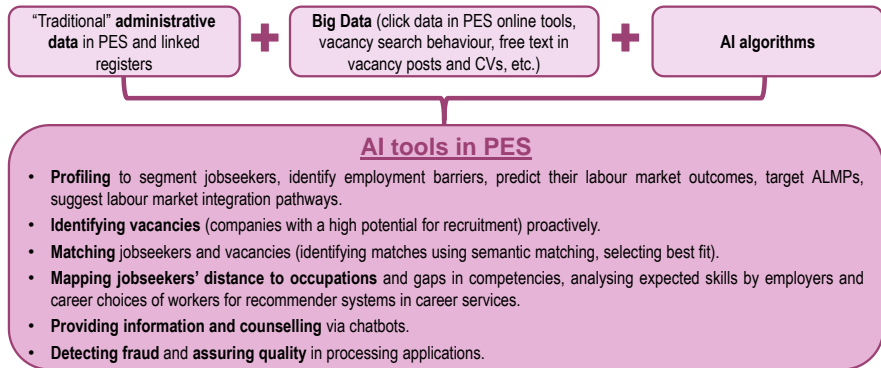 “Traditional” administrative
data in PES and linked
registers
+
Big Data (click data in PES online tools,
vacancy search behaviour, free text in
vacancy posts and CVs, etc.)
+
AI algorithms
AI tools in PES
• Profiling to segment jobseekers, identify employment barriers, predict their labour market outcomes, target ALMPs,
suggest labour market integration pathways.
• Identifying vacancies (companies with a high potential for recruitment) proactively.
• Matching jobseekers and vacancies (identifying matches using semantic matching, selecting best fit).
• Mapping jobseekers’ distance to occupations and gaps in competencies, analysing expected skills by employers and
career choices of workers for recommender systems in career services.
• Providing information and counselling via chatbots.
• Detecting fraud and assuring quality in processing applications.